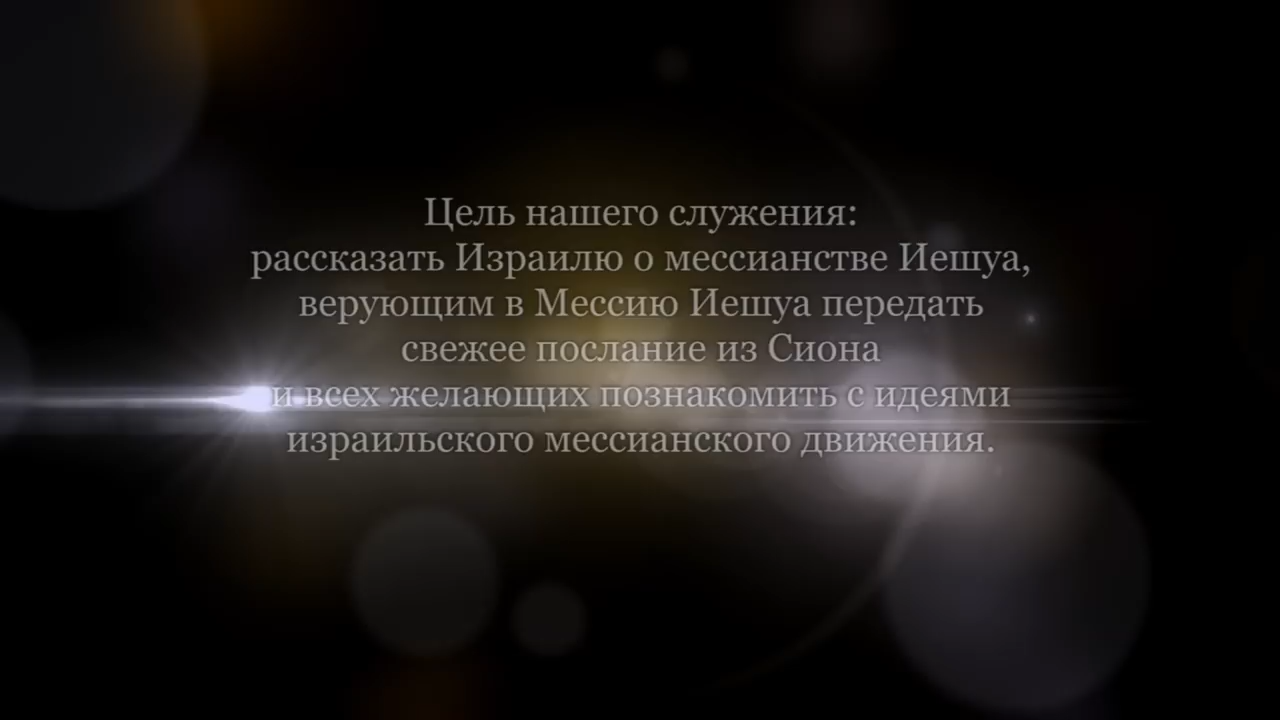 Цель нашего служения:
рассказать Израилю о мессианстве Иешуа,
верующим в Мессию Иешуа передать
свежее послание из Сиона
и всех желающих познакомить с идеями
израильского мессианского движения.